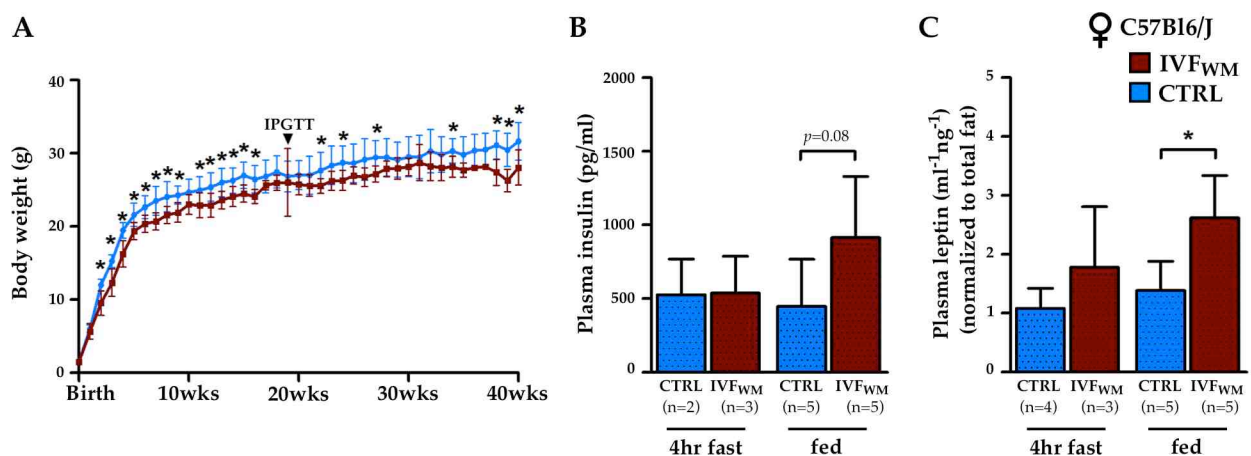 A
Body weight (g)
40
30
20
10
0
* * * * * * * * * * * * * * * * * * * * *
IPGTT
Birth 10wks 20wks 30wks 40wks
B
Plasma insulin (pg/ml)
2000
1500
1000
500
0
p=0.08
CTRL IVFWM CTRL IVFWM
(n=2) (n=3) (n=5) (n=5)
4hr fast fed
C
♀ C57Bl6/J
IVFWM
CTRL
Plasma leptin (ml-1ng-1)
(normalized to total fat)
5
4
3
2
1
0
*
CTRL IVFWM CTRL IVFWM
(n=4) (n=3) (n=5) (n=5)
4hr fast fed